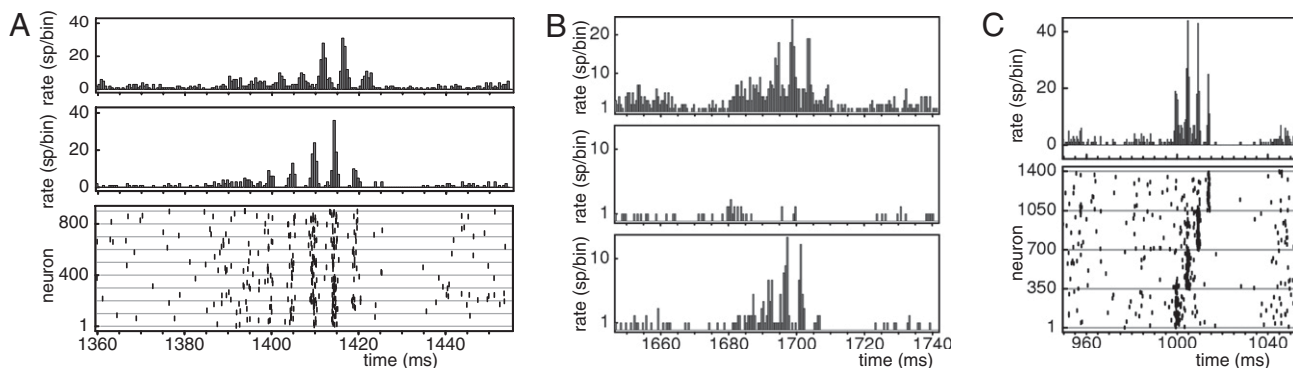 A
rate (sp/bin)
40
20
0
rate (sp/bin)
40
20
0
neuron
800
400
1
1360 1380 1400 1420 1440
time (ms)
B
rate (sp/bin)
20
10
1
rate (sp/bin)
10
1
rate (sp/bin)
10
1
1660 1680 1700 1720 1740
time (ms)
C
rate (sp/bin)
40
20
0
neuron
1400
1050
700
350
1
960 1000 1040
time (ms)